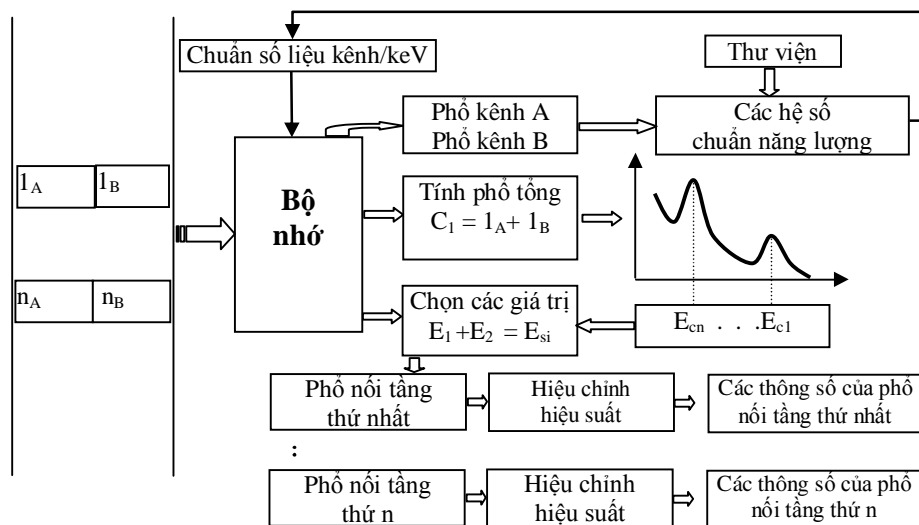 Chuẩn số liệu kênh/keV
Thư viện
Phổ kênh A
Phổ kênh B
Các hệ số
chuẩn năng lượng
1A 1B
Bộ
nhớ
Tính phổ tổng
C1 = 1A+ 1B
nA nB
Chọn các giá trị
E1 +E2 = Esi
Ecn . . .Ec1
Phổ nối tầng
thứ nhất
Hiệu chỉnh
hiệu suất
Các thông số của phổ
nối tầng thứ nhất
:
Phổ nối tầng
thứ n
Hiệu chỉnh
hiệu suất
Các thông số của phổ
nối tầng thứ n